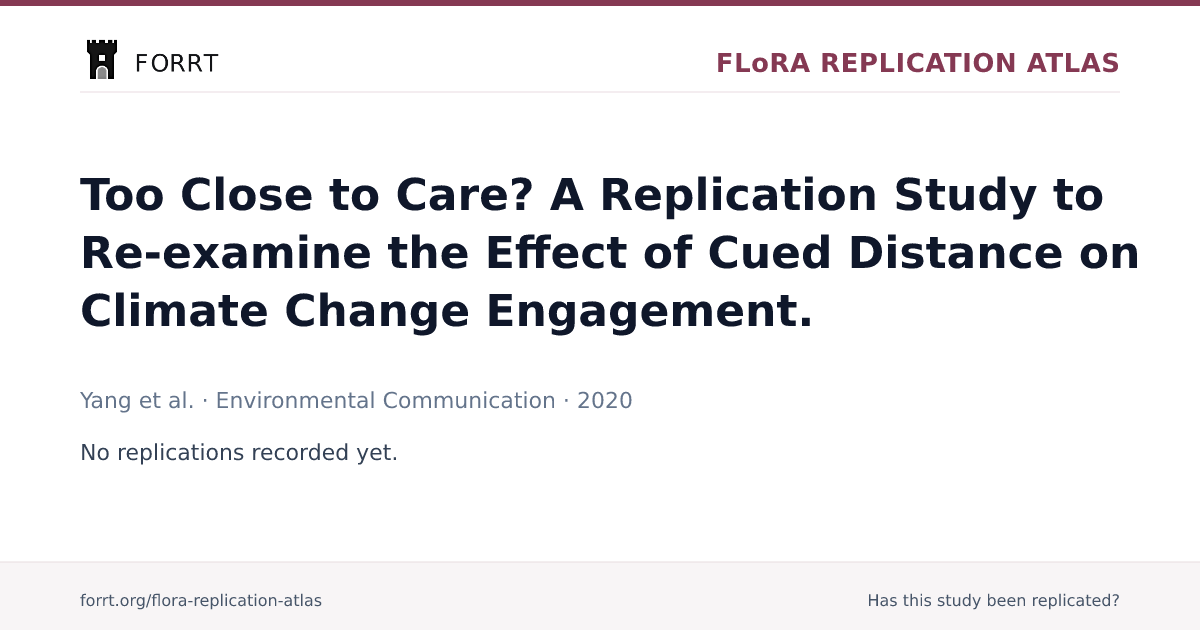 FORRT
FLoRA REPLICATION ATLAS
Too Close to Care? A Replication Study to
Re-examine the Effect of Cued Distance on
Climate Change Engagement.
Yang et al. · Environmental Communication · 2020
No replications recorded yet.
forrt.org/flora-replication-atlas
Has this study been replicated?